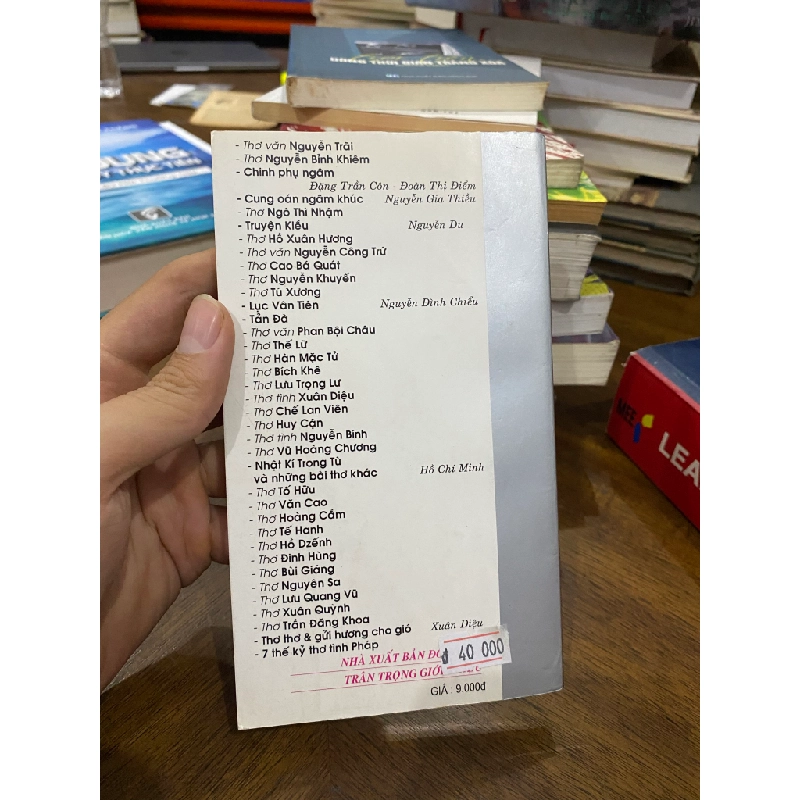 ĐỒNG THỜI GIAN TRẮNG XÓA
- Thơ văn Nguyễn Trãi
- Thơ Nguyễn Bỉnh Khiêm
- Chinh phụ ngâm
Đặng Trần Côn - Đoàn Thị Điểm
- Cung oán ngâm khúc Nguyễn Gia Thiều
- Thơ Ngô Thì Nhậm
- Truyện Kiều Nguyễn Du
- Thơ Hồ Xuân Hương
- Thơ văn Nguyễn Công Trứ
- Thơ Cao Bá Quát
- Thơ Nguyễn Khuyến
- Thơ Tú Xương
- Lục Vân Tiên Nguyễn Đình Chiểu
- Tản Đà
- Thơ văn Phan Bội Châu
- Thơ Thế Lữ
- Thơ Hàn Mặc Tử
Thơ Bích Khê
- Thơ Lưu Trọng Lư
- Thơ tình Xuân Diệu
- Thơ Chế Lan Viên
- Thơ Huy Cận
- Thơ tình Nguyễn Bính
- Thơ Vũ Hoàng Chương
- Nhật Kí Trong Tù
và những bài thơ khác Hồ Chí Minh
- Thơ Tố Hữu
- Thơ Văn Cao
- Thơ Hoàng Cầm
Thơ Tế Hanh
- Thơ Hồ Dzếnh
- Thơ Đinh Hùng
- Thơ Bùi Giáng
- Thơ Nguyên Sa
- Thơ Lưu Quang Vũ
- Thơ Xuân Quỳnh
- Thơ Trần Đăng Khoa
- Thơ thơ & gửi hương cho gió Xuân Diệu
- 7 thế kỷ thơ tình Pháp
NHÀ XUẤT BẢN
đ 40 000
TRÂN TRỌNG
GIÁ : 9.000đ
MEE
LEA
UNG